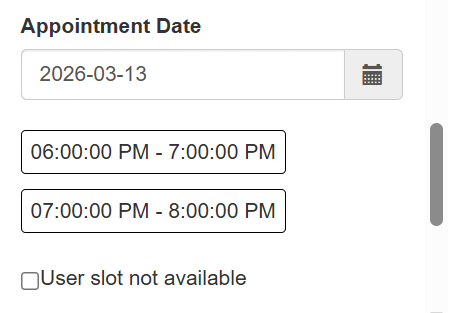 Appointment Date
2026-03-13
06:00:00 PM - 7:00:00 PM
07:00:00 PM - 8:00:00 PM
User slot not available